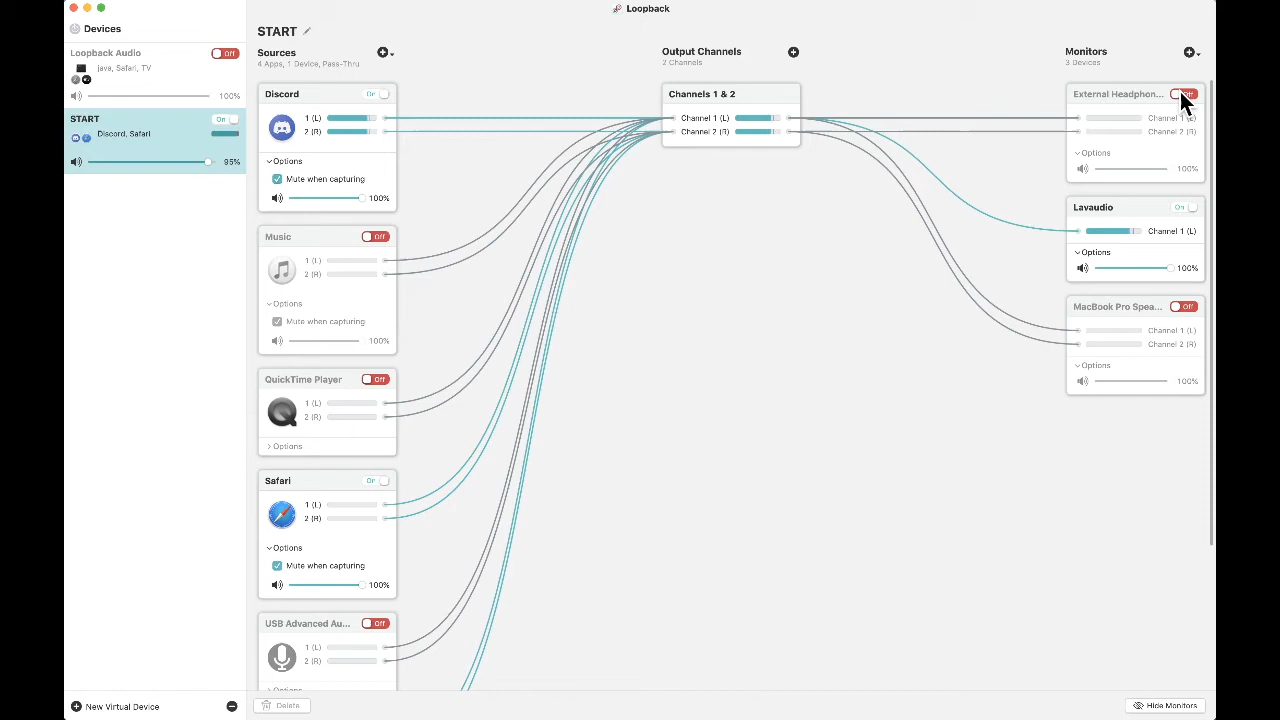 Loopback
Devices
Loopback Audio
Off
java, Safari, TV
100%
START
On
Discord, Safari
95%
New Virtual Device
START
Sources
4 Apps, 1 Device, Pass-Thru
Discord
On
1 (L)
2 (R)
Options
Mute when capturing
100%
Music
Off
1 (L)
2 (R)
Options
Mute when capturing
100%
QuickTime Player
Off
1 (L)
2 (R)
Options
Safari
On
1 (L)
2 (R)
Options
Mute when capturing
100%
USB Advanced Au...
Off
1 (L)
2 (R)
Options
Delete
Output Channels
2 Channels
Channels 1 & 2
Channel 1 (L)
Channel 2 (R)
Monitors
3 Devices
External Headphon...
Channel 1 (L)
Channel 2 (R)
Options
100%
Lavaudio
On
Channel 1 (L)
Options
100%
MacBook Pro Spea...
Off
Channel 1 (L)
Channel 2 (R)
Options
100%
Hide Monitors